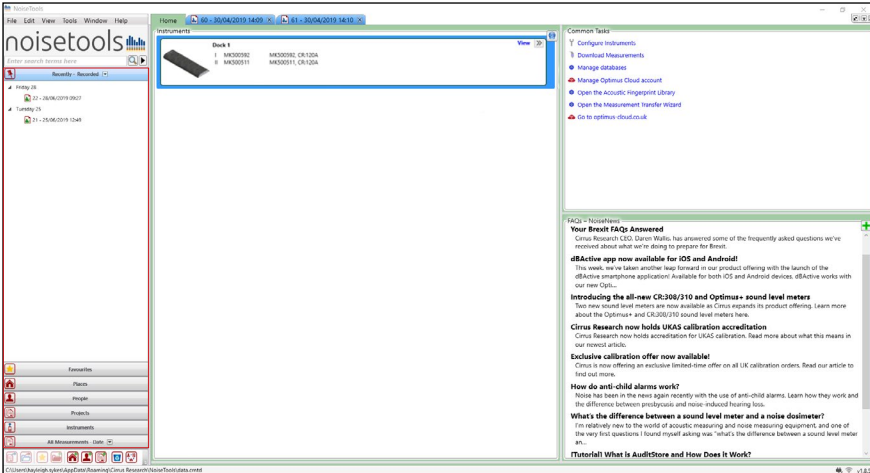 NoiseTools
File Edit View Tools Window Help
noisetools
Enter search terms here
Recently - Recorded
Friday 28
22 - 28/06/2019 09:27
Tuesday 25
21 - 25/06/2019 12:49
Favourites
Places
People
Projects
Instruments
All Measurements - Date
C:\Users\hayleigh.sykes\AppData\Roaming\Cirrus Research\NoiseTools\data.cmtd
Home
60 - 30/04/2019 14:09
61 - 30/04/2019 14:10
Instruments
Dock 1
View
I MK500592 MK500592, CR:120A
II MK500511 MK500511, CR:120A
Common Tasks
Configure Instruments
Download Measurements
Manage databases
Manage Optimus Cloud account
Open the Acoustic Fingerprint Library
Open the Measurement Transfer Wizard
Go to optimus-cloud.co.uk
FAQs - NoiseNews
Your Brexit FAQs Answered
Cirrus Research CEO, Daren Wallis, has answered some of the frequently asked questions we've
received about what we're doing to prepare for Brexit.
dBActive app now available for iOS and Android!
This week, we've taken another leap forward in our product offering with the launch of the
dBActive smartphone application! Available for both iOS and Android devices, dBActive works with
our new Opti...
Introducing the all-new CR:308/310 and Optimus+ sound level meters
Two new sound level meters are now available as Cirrus expands its product offering. Learn more
about the Optimus+ and CR:308/310 sound level meters here.
Cirrus Research now holds UKAS calibration accreditation
Cirrus Research now holds accreditation for UKAS calibration. Read more about what this means in
our newest article.
Exclusive calibration offer now available!
Cirrus is now offering an exclusive limited-time offer on all UK calibration orders. Read our article to
find out more.
How do anti-child alarms work?
Noise has been in the news again recently with the use of anti-child alarms. Learn how they work and
the difference between presbycusis and noise-induced hearing loss.
What's the difference between a sound level meter and a noise dosimeter?
I'm relatively new to the world of acoustic measuring and noise measuring equipment, and one of
the very first questions I found myself asking was "what's the difference between a sound level meter
an...
[Tutorial] What is AuditStore and How Does it Work?